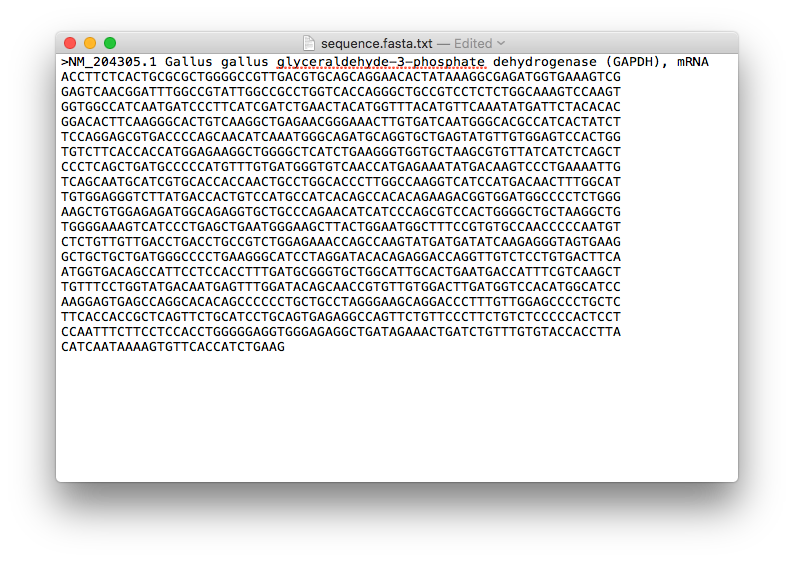 sequence.fasta.txt — Edited
>NM_204305.1 Gallus gallus glyceraldehyde-3-phosphate dehydrogenase (GAPDH), mRNA
ACCTTCTCACTGCGCGCTGGGGCCGTTGACGTGCAGCAGGAACACTATAAAGGCGAGATGGTGAAAGTCG
GAGTCAACGGATTTGGCCGTATTGGCCGCCTGGTCACCAGGGCTGCCGTCCTCTCTGGCAAAGTCCAAGT
GGTGGCCATCAATGATCCCTTCATCGATCTGAACTACATGGTTTACATGTTCAAATATGATTCTACACAC
GGACACTTCAAGGGCACTGTCAAGGCTGAGAACGGGAAACTTGTGATCAATGGGCACGCCATCACTATCT
TCCAGGAGCGTGACCCCAGCAACATCAAATGGGCAGATGCAGGTGCTGAGTATGTTGTGGAGTCCACTGG
TGTCTTCACCACCATGGAGAAGGCTGGGGCTCATCTGAAGGGTGGTGCTAAGCGTGTTATCATCTCAGCT
CCCTCAGCTGATGCCCCCATGTTTGTGATGGGTGTCAACCATGAGAAATATGACAAGTCCCTGAAAATTG
TCAGCAATGCATCGTGCACCACCAACTGCCTGGCACCCTTGGCCAAGGTCATCCATGACAACTTTGGCAT
TGTGGAGGGTCTTATGACCACTGTCCATGCCATCACAGCCACACAGAAGACGGTGGATGGCCCCTCTGGG
AAGCTGTGGAGAGATGGCAGAGGTGCTGCCCAGAACATCATCCCAGCGTCCACTGGGGCTGCTAAGGCTG
TGGGGAAAGTCATCCCTGAGCTGAATGGGAAGCTTACTGGAATGGCTTTCCGTGTGCCAACCCCCAATGT
CTCTGTTGTTGACCTGACCTGCCGTCTGGAGAAACCAGCCAAGTATGATGATATCAAGAGGGTAGTGAAG
GCTGCTGCTGATGGGCCCCTGAAGGGCATCCTAGGATACACAGAGGACCAGGTTGTCTCCTGTGACTTCA
ATGGTGACAGCCATTCCTCCACCTTTGATGCGGGTGCTGGCATTGCACTGAATGACCATTTCGTCAAGCT
TGTTTCCTGGTATGACAATGAGTTTGGATACAGCAACCGTGTTGTGGACTTGATGGTCCACATGGCATCC
AAGGAGTGAGCCAGGCACACAGCCCCCCTGCTGCCTAGGGAAGCAGGACCCTTTGTTGGAGCCCCTGCTC
TTCACCACCGCTCAGTTCTGCATCCTGCAGTGAGAGGCCAGTTCTGTTCCCTTCTGTCTCCCCCACTCCT
CCAATTTCTTCCTCCACCTGGGGGAGGTGGGAGAGGCTGATAGAAACTGATCTGTTTGTGTACCACCTTA
CATCAATAAAAGTGTTCACCATCTGAAG